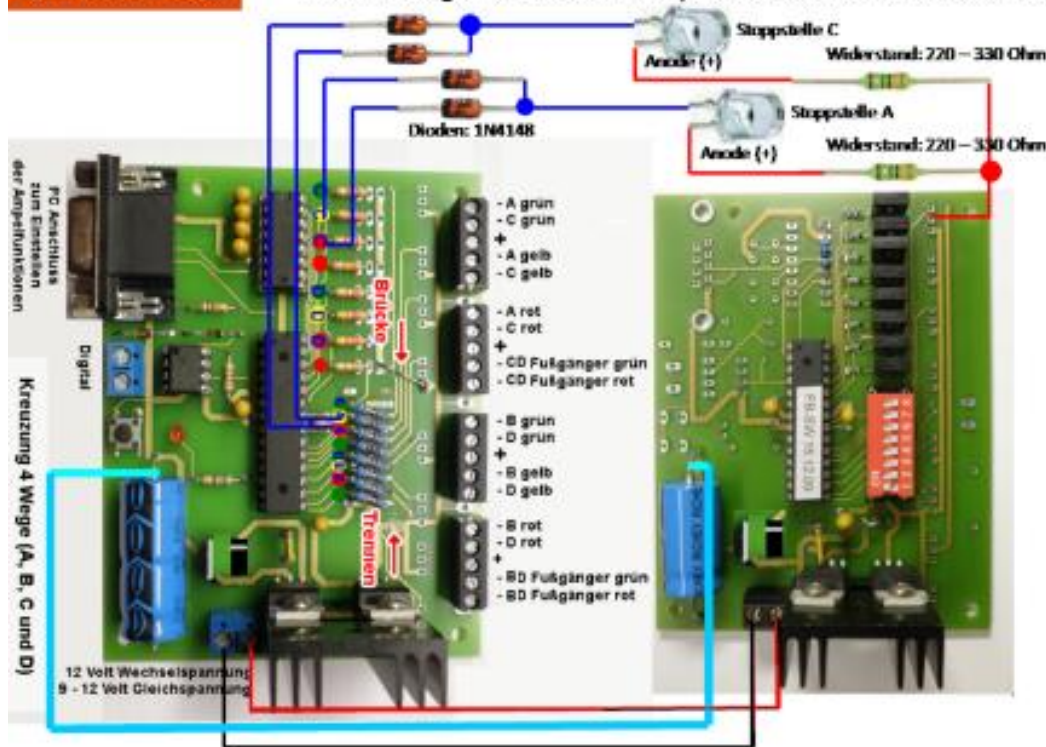 Stoppstelle C
Anode (+)
Widerstand: 220 – 330 Ohm
Stoppstelle A
Dioden: 1N4148
Anode (+)
Widerstand: 220 – 330 Ohm
PC Anschluss
zum Einstellen
der Ampelfunktionen
Digital
Kreuzung 4 Wege (A, B, C und D)
Brücke
Trennen
- A grün
- C grün
+
- A gelb
- C gelb
- A rot
- C rot
+
- CD Fußgänger grün
- CD Fußgänger rot
- B grün
- D grün
+
- B gelb
- D gelb
- B rot
- D rot
+
- BD Fußgänger grün
- BD Fußgänger rot
12 Volt Wechselspannung
9 - 12 Volt Gleichspannung